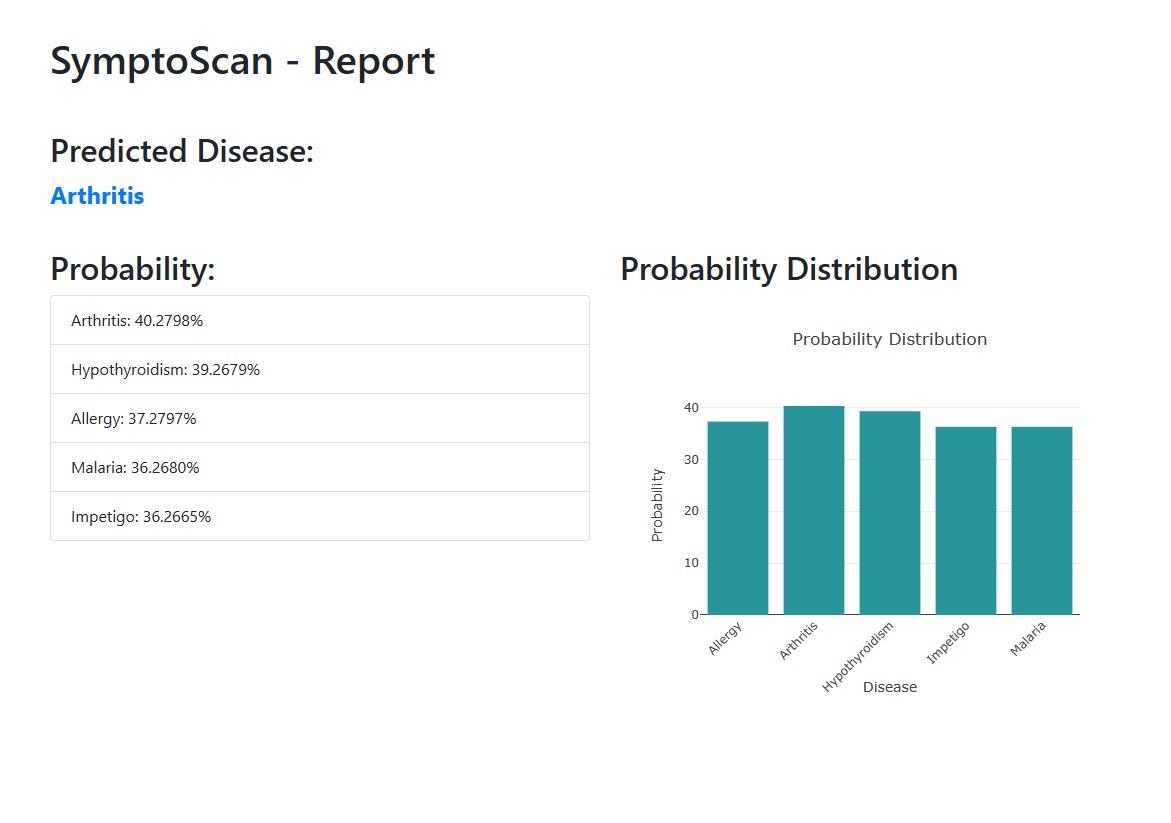 SymptoScan - Report
Predicted Disease:
Arthritis
Probability:
Arthritis: 40.2798%
Hypothyroidism: 39.2679%
Allergy: 37.2797%
Malaria: 36.2680%
Impetigo: 36.2665%
Probability Distribution
Probability Distribution
Probability
40
30
20
10
0
Allergy
Arthritis
Hypothyroidism
Impetigo
Malaria
Disease